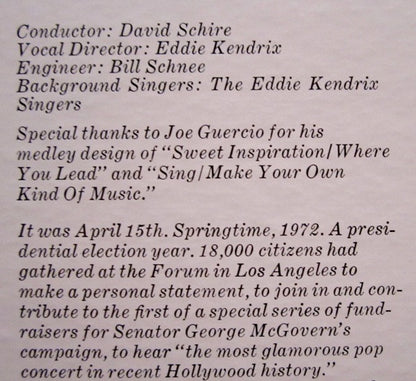 Conductor: David Schire
Vocal Director: Eddie Kendrix
Engineer: Bill Schnee
Background Singers: The Eddie Kendrix
Singers
Special thanks to Joe Guercio for his
medley design of “Sweet Inspiration/Where
You Lead” and “Sing/Make Your Own
Kind Of Music.”
It was April 15th. Springtime, 1972. A presi-
dential election year. 18,000 citizens had
gathered at the Forum in Los Angeles to
make a personal statement, to join in and con-
tribute to the first of a special series of fund-
raisers for Senator George McGovern’s
campaign, to hear “the most glamorous pop
concert in recent Hollywood history.”